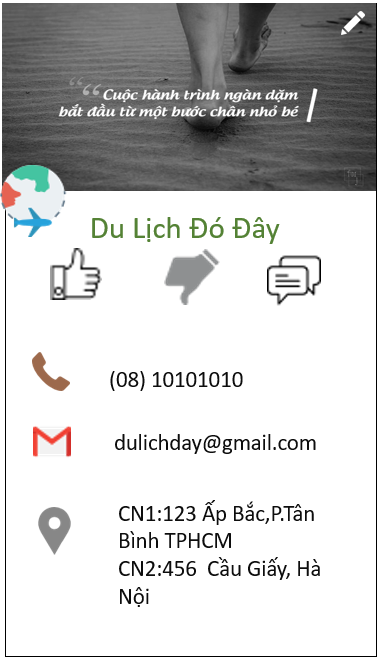 Cuộc hành trình ngàn dặm
bắt đầu từ một bước chân nhỏ bé
Du Lịch Đó Đây
(08) 10101010
dulichday@gmail.com
CN1:123 Ấp Bắc,P.Tân
Bình TPHCM
CN2:456 Cầu Giấy, Hà
Nội